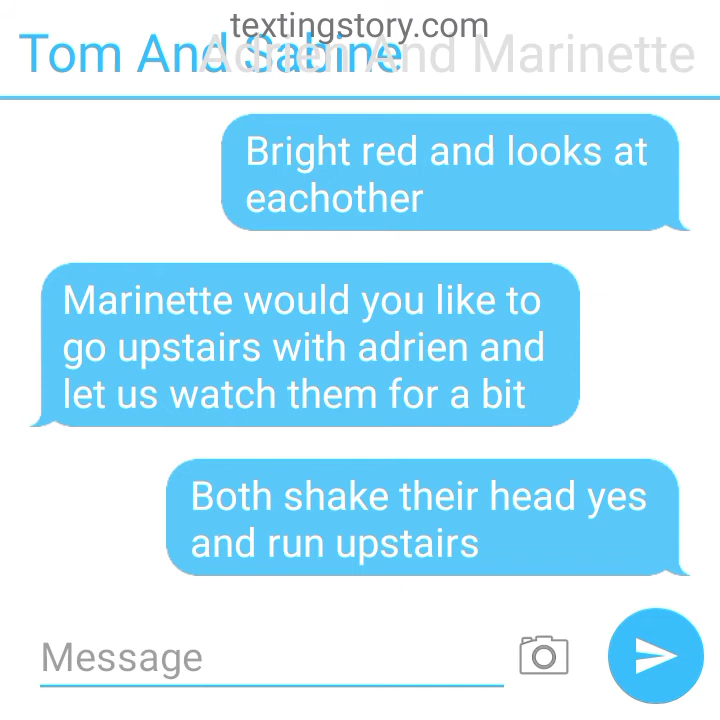 textingstory.com
Tom And Sabine
Adrien And Marinette
Bright red and looks at
eachother
Marinette would you like to
go upstairs with adrien and
let us watch them for a bit
Both shake their head yes
and run upstairs
Message